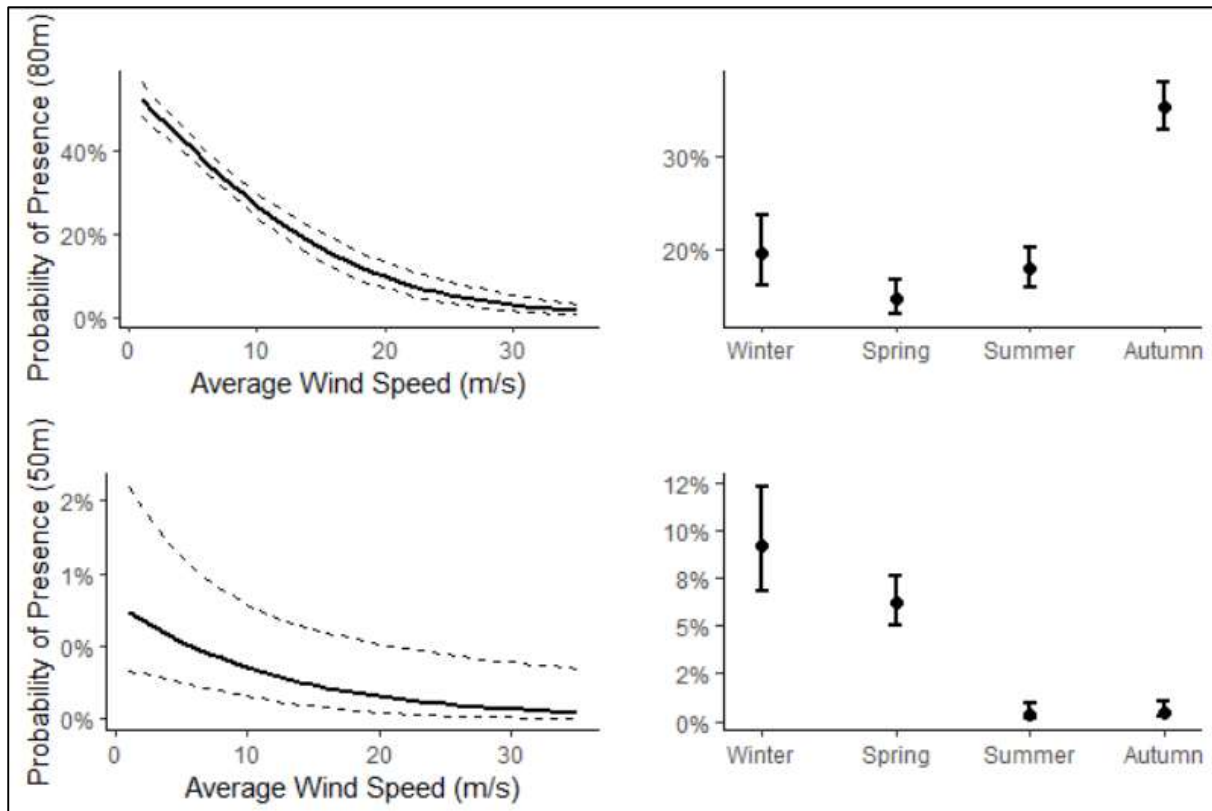 Probability of Presence (80m)
40%
20%
0%
0
10
20
30
Average Wind Speed (m/s)
30%
20%
Winter
Spring
Summer
Autumn
Probability of Presence (50m)
2%
1%
0%
0%
0
10
20
30
Average Wind Speed (m/s)
12%
10%
8%
5%
2%
0%
Winter
Spring
Summer
Autumn